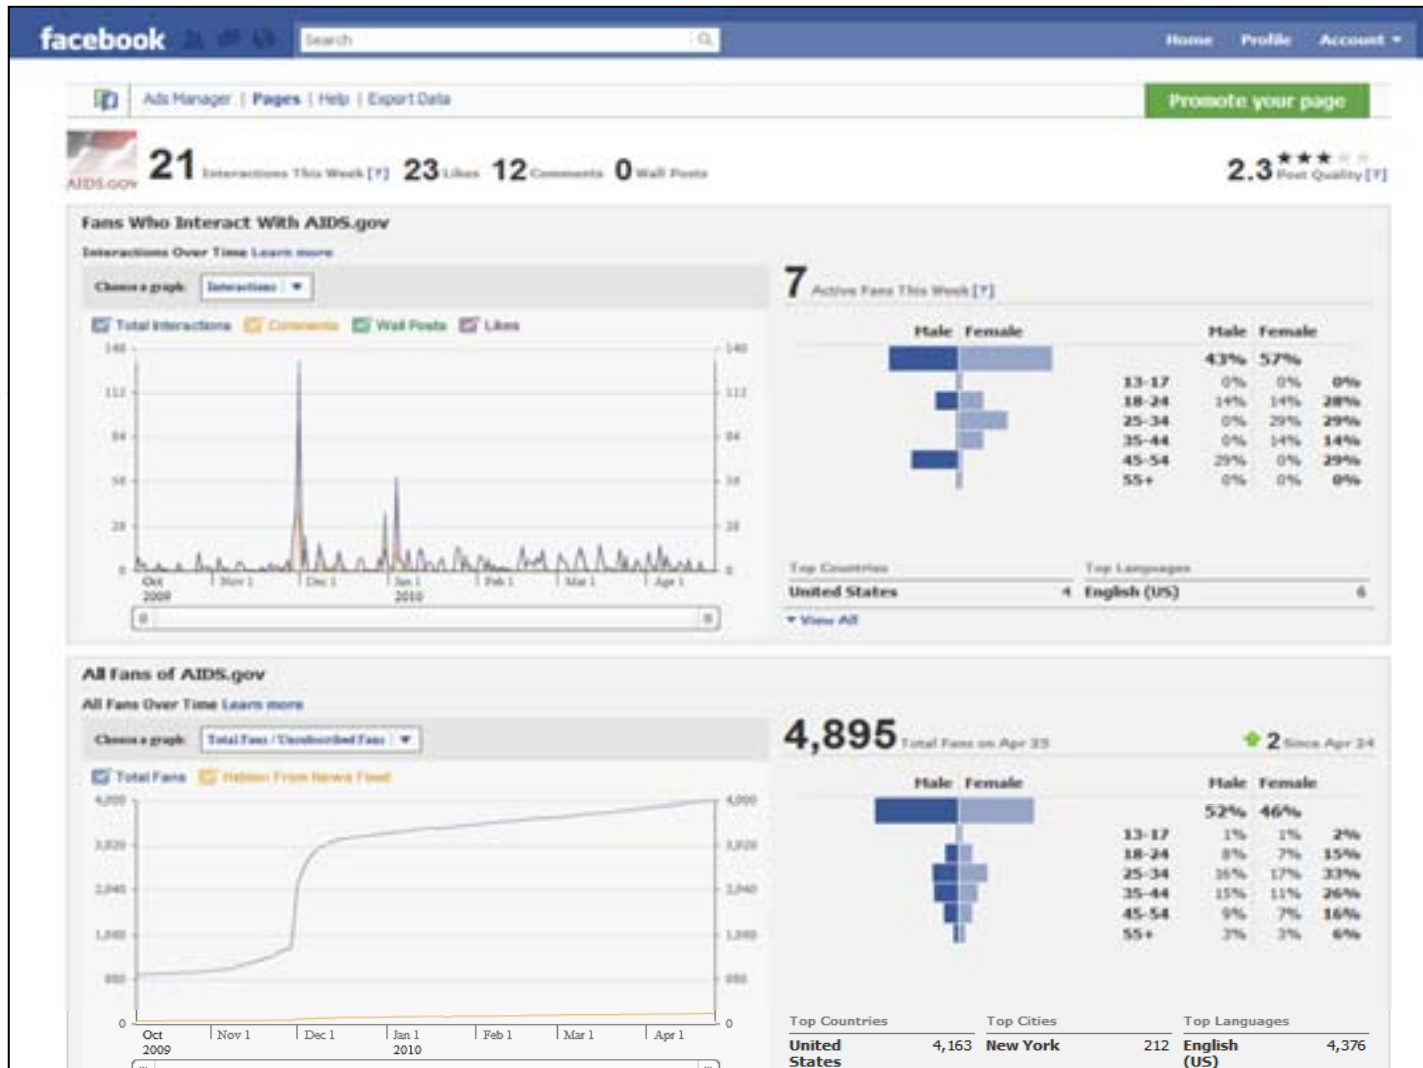 facebook Search Home Profile Account
Ads Manager | Pages | Help | Export Data Promote your page
AIDS.GOV 21 Interactions This Week [?] 23 Likes 12 Comments 0 Wall Posts 2.3 Post Quality [?]
Fans Who Interact With AIDS.gov
Interactions Over Time Learn more
Choose a graph: Interactions
7 Active Fans This Week [?]
Total Interactions Comments Wall Posts Likes
140 140
112 112
84 84
28 28
0 0
Oct Nov 1 Dec 1 Jan 1 Feb 1 Mar 1 Apr 1
2009 2010
Male Female Male Female
43% 57%
13-17 0% 0% 0%
18-24 14% 14% 28%
25-34 0% 29% 29%
35-44 0% 14% 14%
45-54 29% 0% 29%
55+ 0% 0% 0%
Top Countries Top Languages
United States 4 English (US) 6
View All
All Fans of AIDS.gov
All Fans Over Time Learn more
Choose a graph: Total Fans / Unsubscribed Fans
4,895 Total Fans on Apr 25 2 Since Apr 24
Total Fans Hidden From News Feed
0 0
Oct Nov 1 Dec 1 Jan 1 Feb 1 Mar 1 Apr 1
2009 2010
Male Female Male Female
52% 46%
13-17 1% 1% 2%
18-24 8% 7% 15%
25-34 16% 17% 33%
35-44 15% 11% 26%
45-54 9% 7% 16%
55+ 3% 3% 6%
Top Countries Top Cities Top Languages
United 4,163 New York 212 English 4,376
States (US)